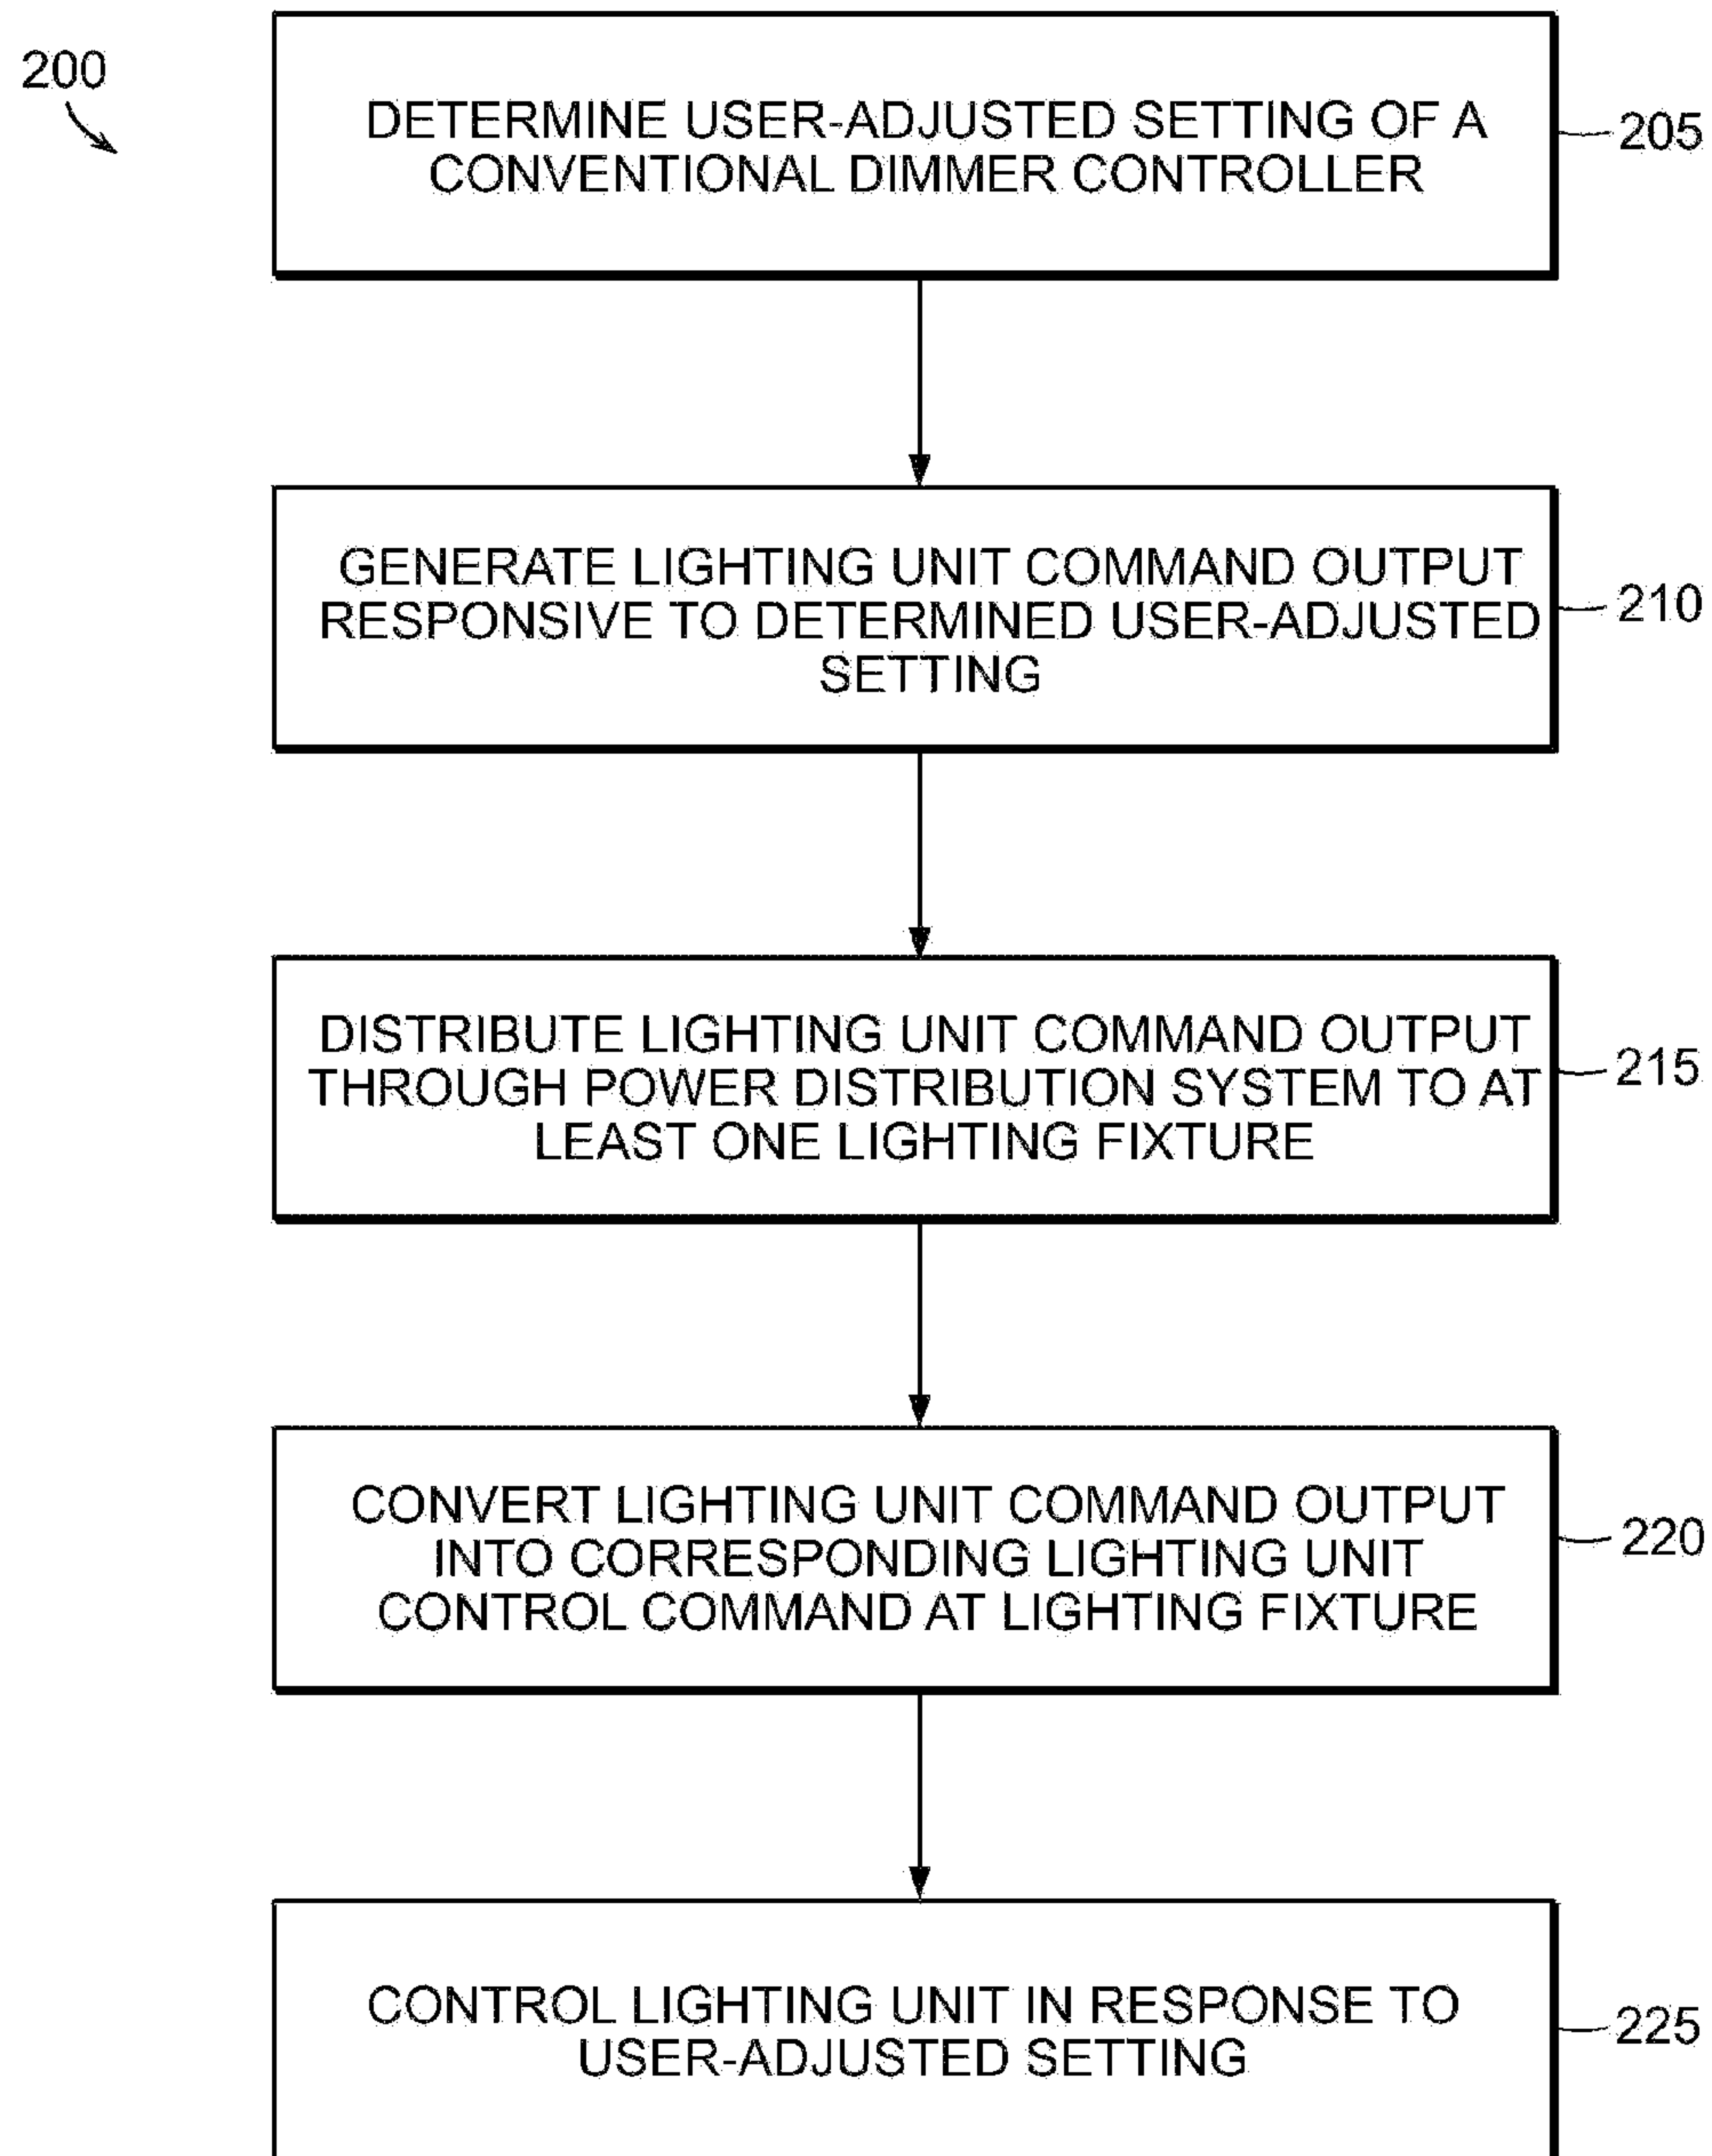 200
DETERMINE USER-ADJUSTED SETTING OF A
CONVENTIONAL DIMMER CONTROLLER
205
GENERATE LIGHTING UNIT COMMAND OUTPUT
RESPONSIVE TO DETERMINED USER-ADJUSTED
SETTING
210
DISTRIBUTE LIGHTING UNIT COMMAND OUTPUT
THROUGH POWER DISTRIBUTION SYSTEM TO AT
LEAST ONE LIGHTING FIXTURE
215
CONVERT LIGHTING UNIT COMMAND OUTPUT
INTO CORRESPONDING LIGHTING UNIT
CONTROL COMMAND AT LIGHTING FIXTURE
220
CONTROL LIGHTING UNIT IN RESPONSE TO
USER-ADJUSTED SETTING
225